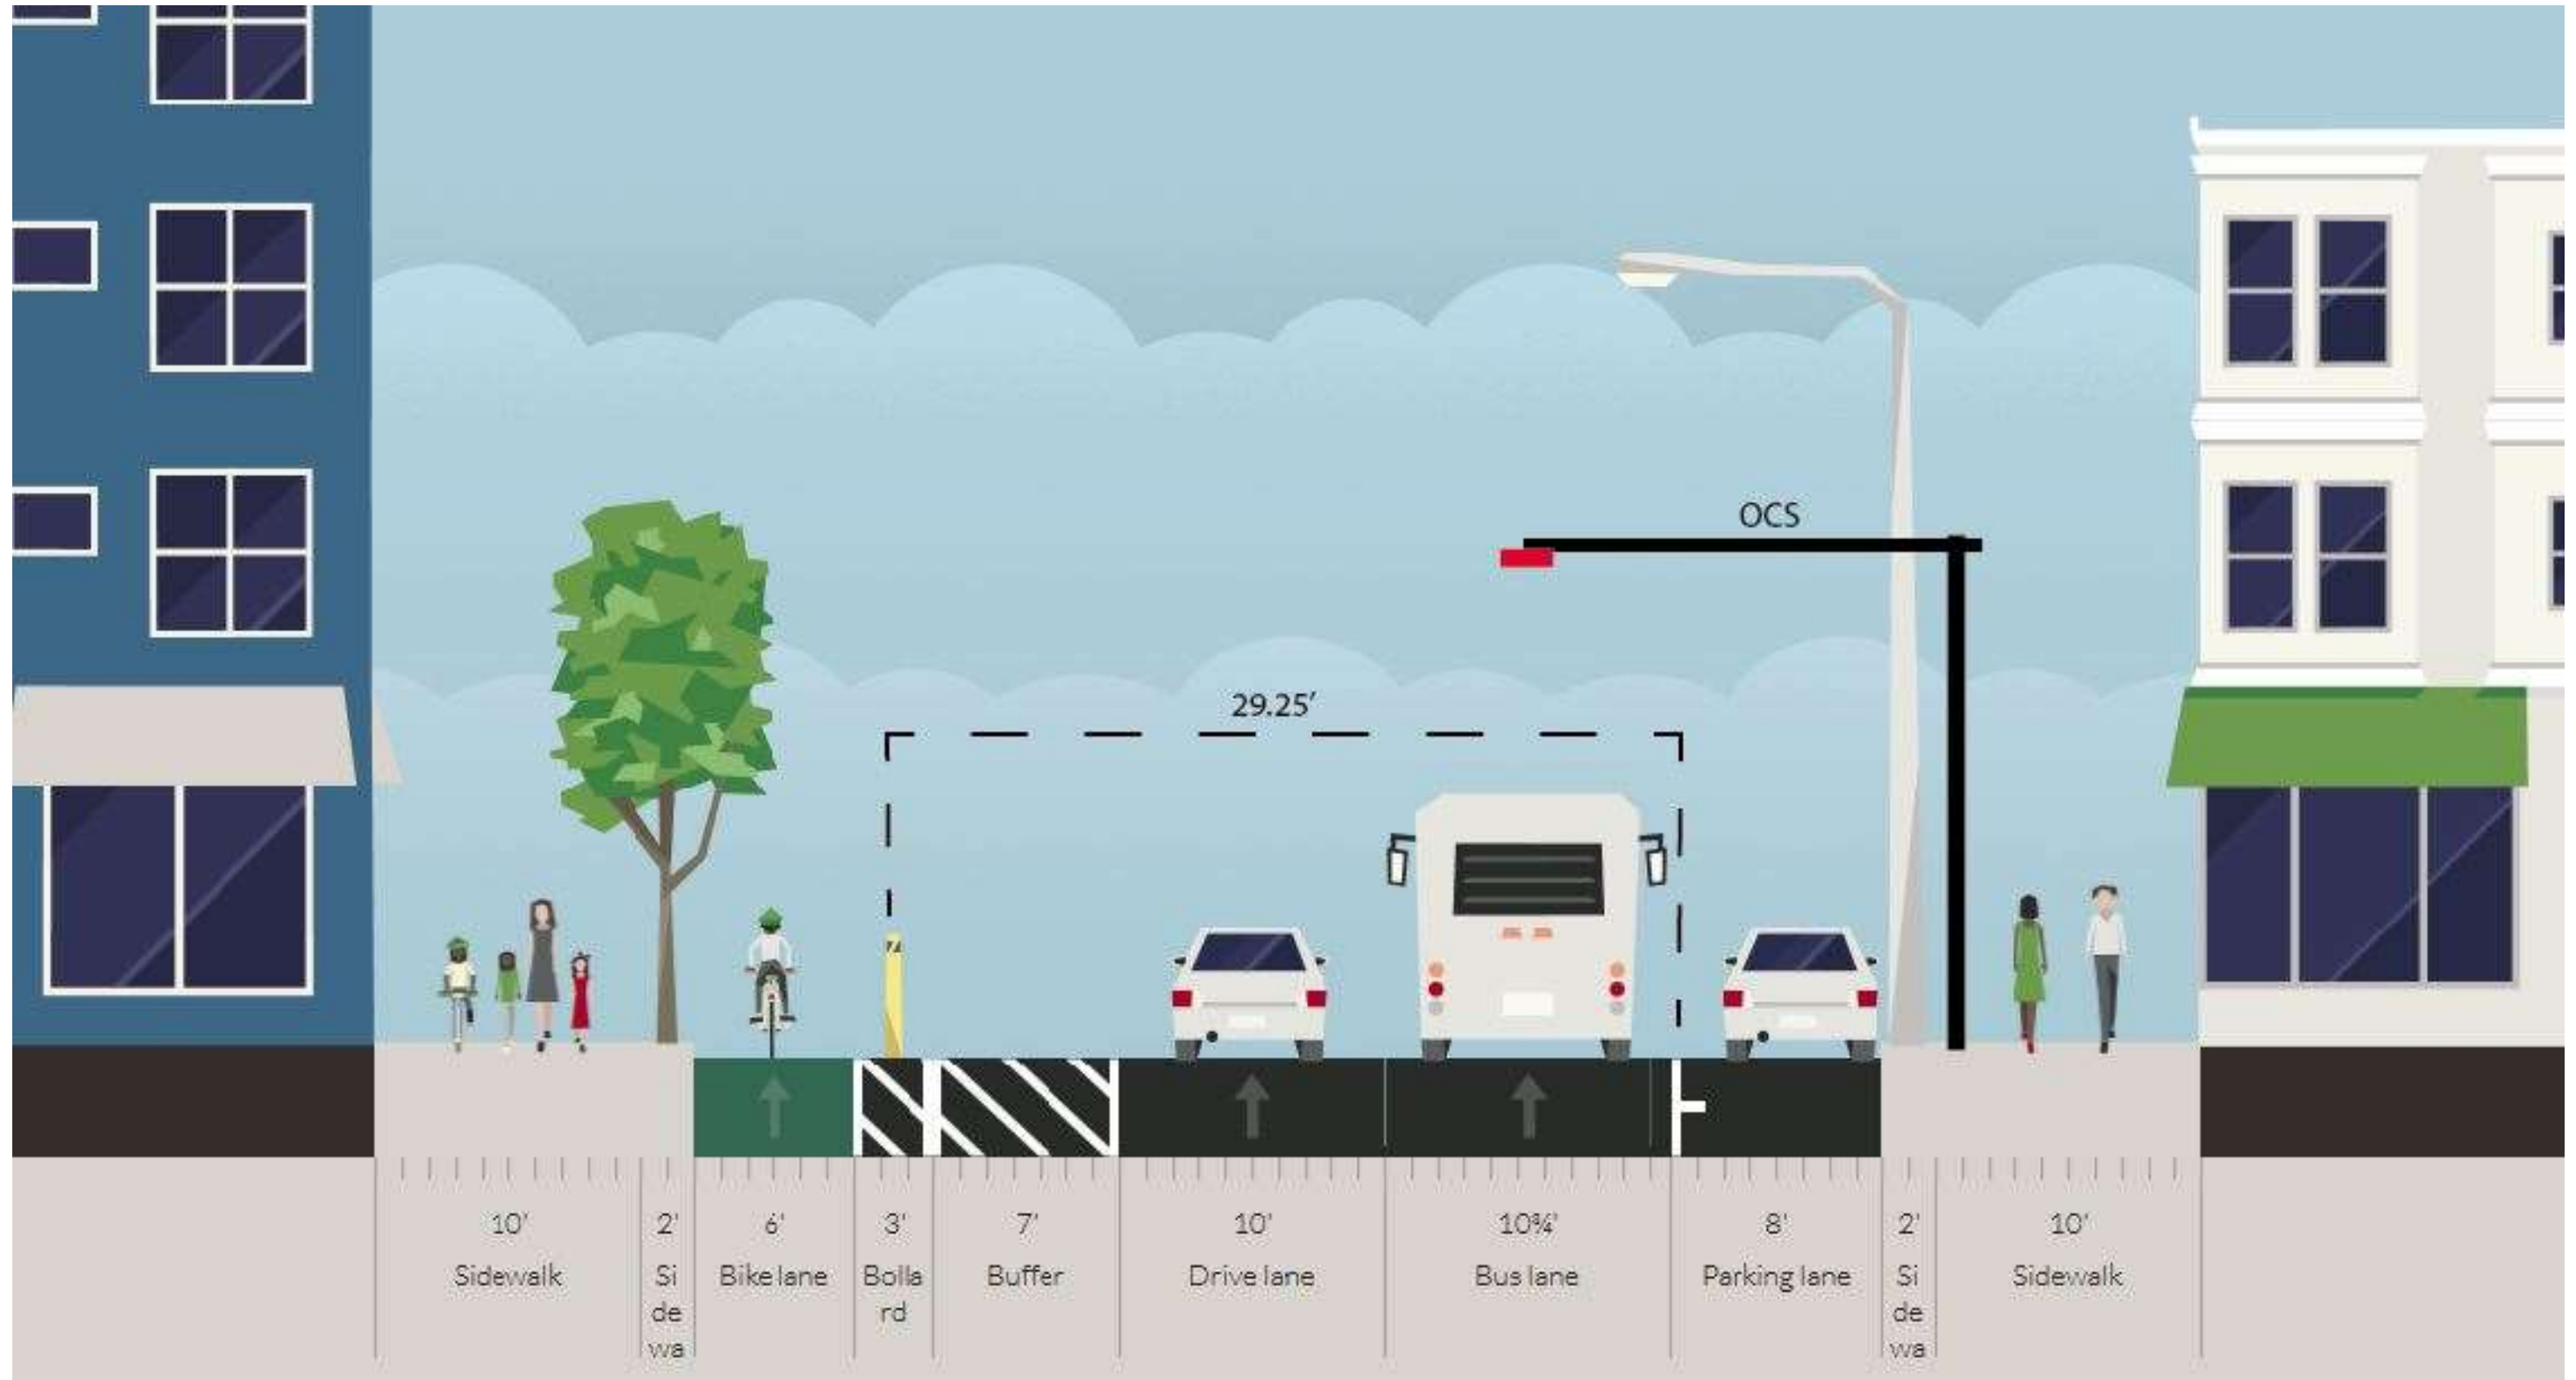 OCS
29.25'
10' 2' 6' 3' 7' 10' 10¾' 8' 2' 10'
Sidewalk Si Bike lane Bolla Buffer Drive lane Bus lane Parking lane Si Sidewalk
de rd de
wa wa